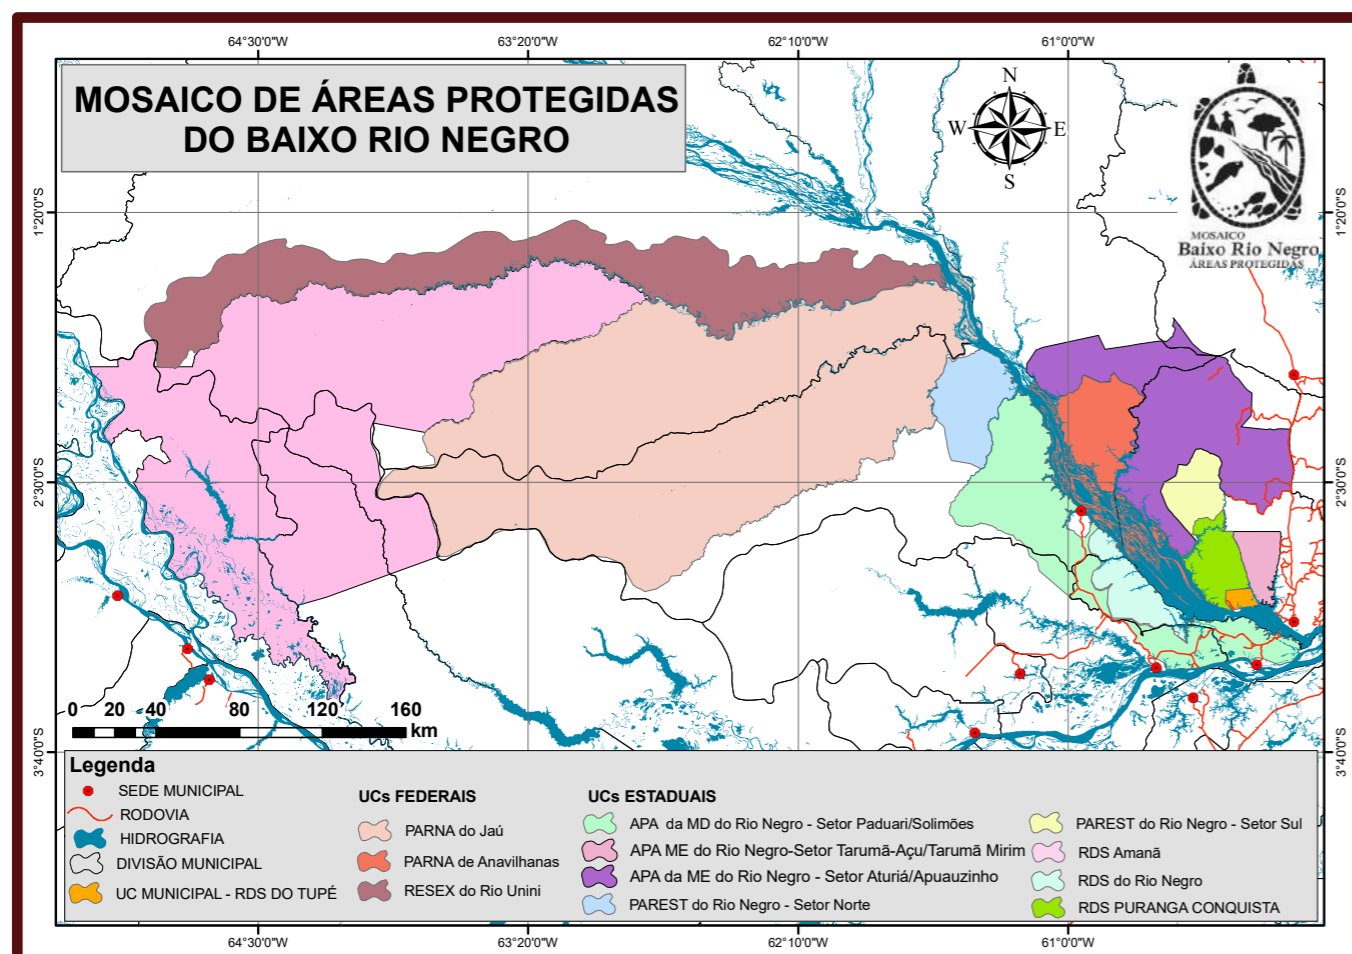 64°30'0"W 63°20'0"W 62°10'0"W 61°0'0"W
MOSAICO DE ÁREAS PROTEGIDAS
DO BAIXO RIO NEGRO
N
W E
S
MOSAICO
Baixo Rio Negro
ÁREAS PROTEGIDAS
1°20'0"S 1°20'0"S
2°30'0"S 2°30'0"S
3°40'0"S 3°40'0"S
0 20 40 80 120 160
km
Legenda
SEDE MUNICIPAL
RODOVIA
HIDROGRAFIA
DIVISÃO MUNICIPAL
UC MUNICIPAL - RDS DO TUPÉ
UCs FEDERAIS
PARNA do Jaú
PARNA de Anavilhanas
RESEX do Rio Unini
UCs ESTADUAIS
APA da MD do Rio Negro - Setor Paduari/Solimões
APA ME do Rio Negro-Setor Tarumã-Açu/Tarumã Mirim
APA da ME do Rio Negro - Setor Aturiá/Apuauzinho
PAREST do Rio Negro - Setor Norte
PAREST do Rio Negro - Setor Sul
RDS Amanã
RDS do Rio Negro
RDS PURANGA CONQUISTA
64°30'0"W 63°20'0"W 62°10'0"W 61°0'0"W